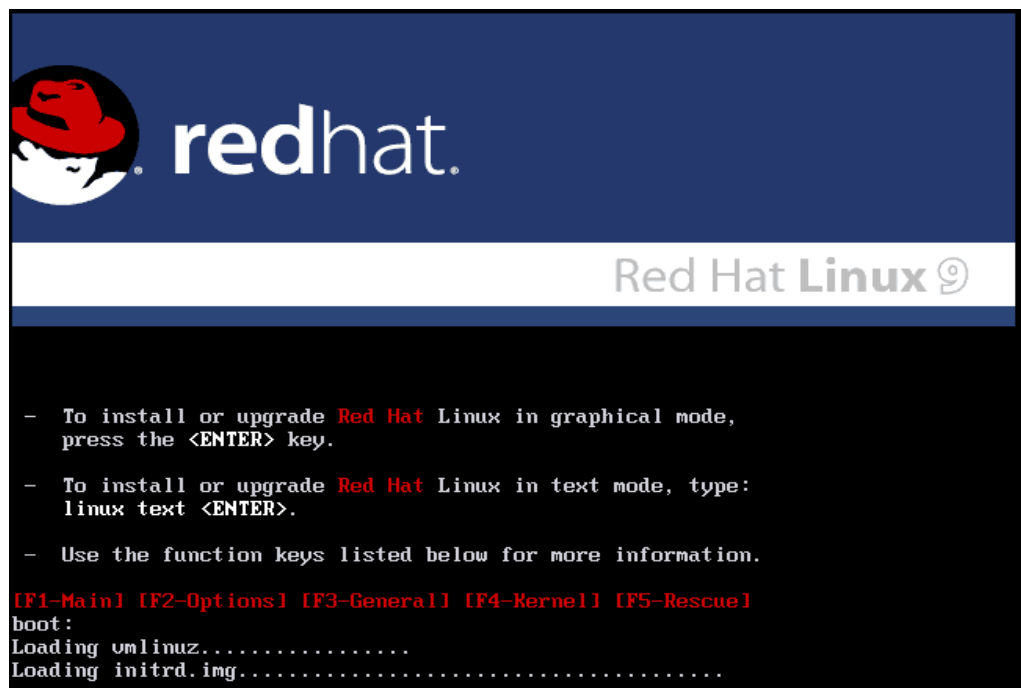 redhat.
Red Hat Linux 9
- To install or upgrade Red Hat Linux in graphical mode,
press the <ENTER> key.
- To install or upgrade Red Hat Linux in text mode, type:
linux text <ENTER>.
- Use the function keys listed below for more information.
[F1-Main] [F2-Options] [F3-General] [F4-Kernel] [F5-Rescue]
boot:
Loading vmlinuz.................
Loading initrd.img.......................................